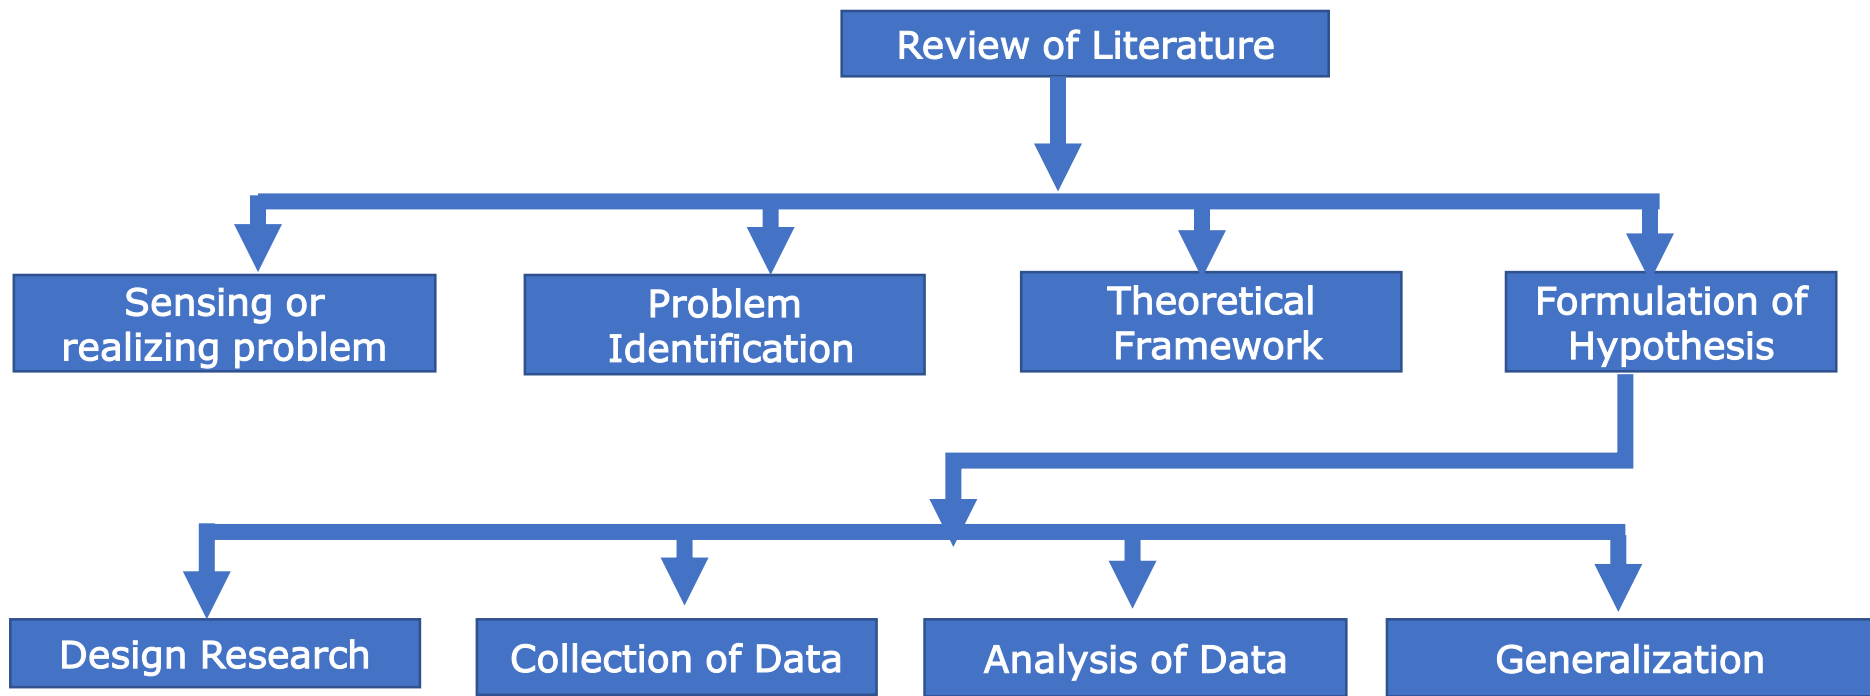 Review of Literature
Sensing or
realizing problem
Problem
Identification
Theoretical
Framework
Formulation of
Hypothesis
Design Research
Collection of Data
Analysis of Data
Generalization